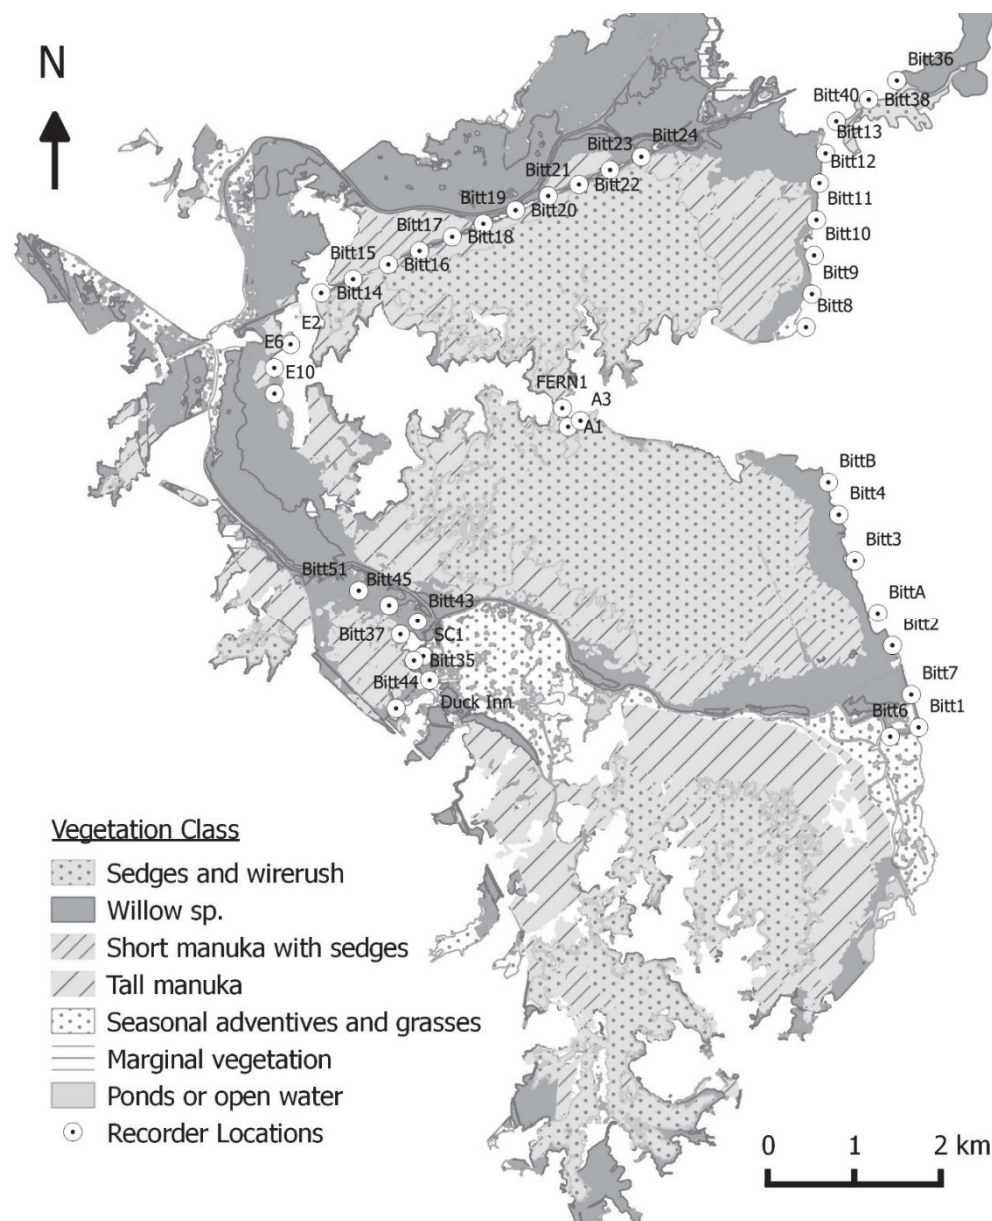 N
Bitt36
Bitt40
Bitt38
Bitt13
Bitt24
Bitt23
Bitt12
Bitt21
Bitt22
Bitt11
Bitt19
Bitt20
Bitt17
Bitt18
Bitt10
Bitt15
Bitt16
Bitt9
Bitt14
Bitt8
E2
E6
E10
FERN1
A3
A1
BittB
Bitt4
Bitt3
Bitt51
Bitt45
Bitt43
BittA
Bitt37
SC1
Bitt2
Bitt35
Bitt44
Bitt7
Duck Inn
Bitt6
Bitt1
Vegetation Class
Sedges and wirerush
Willow sp.
Short manuka with sedges
Tall manuka
Seasonal adventives and grasses
Marginal vegetation
Ponds or open water
Recorder Locations
0 1 2 km